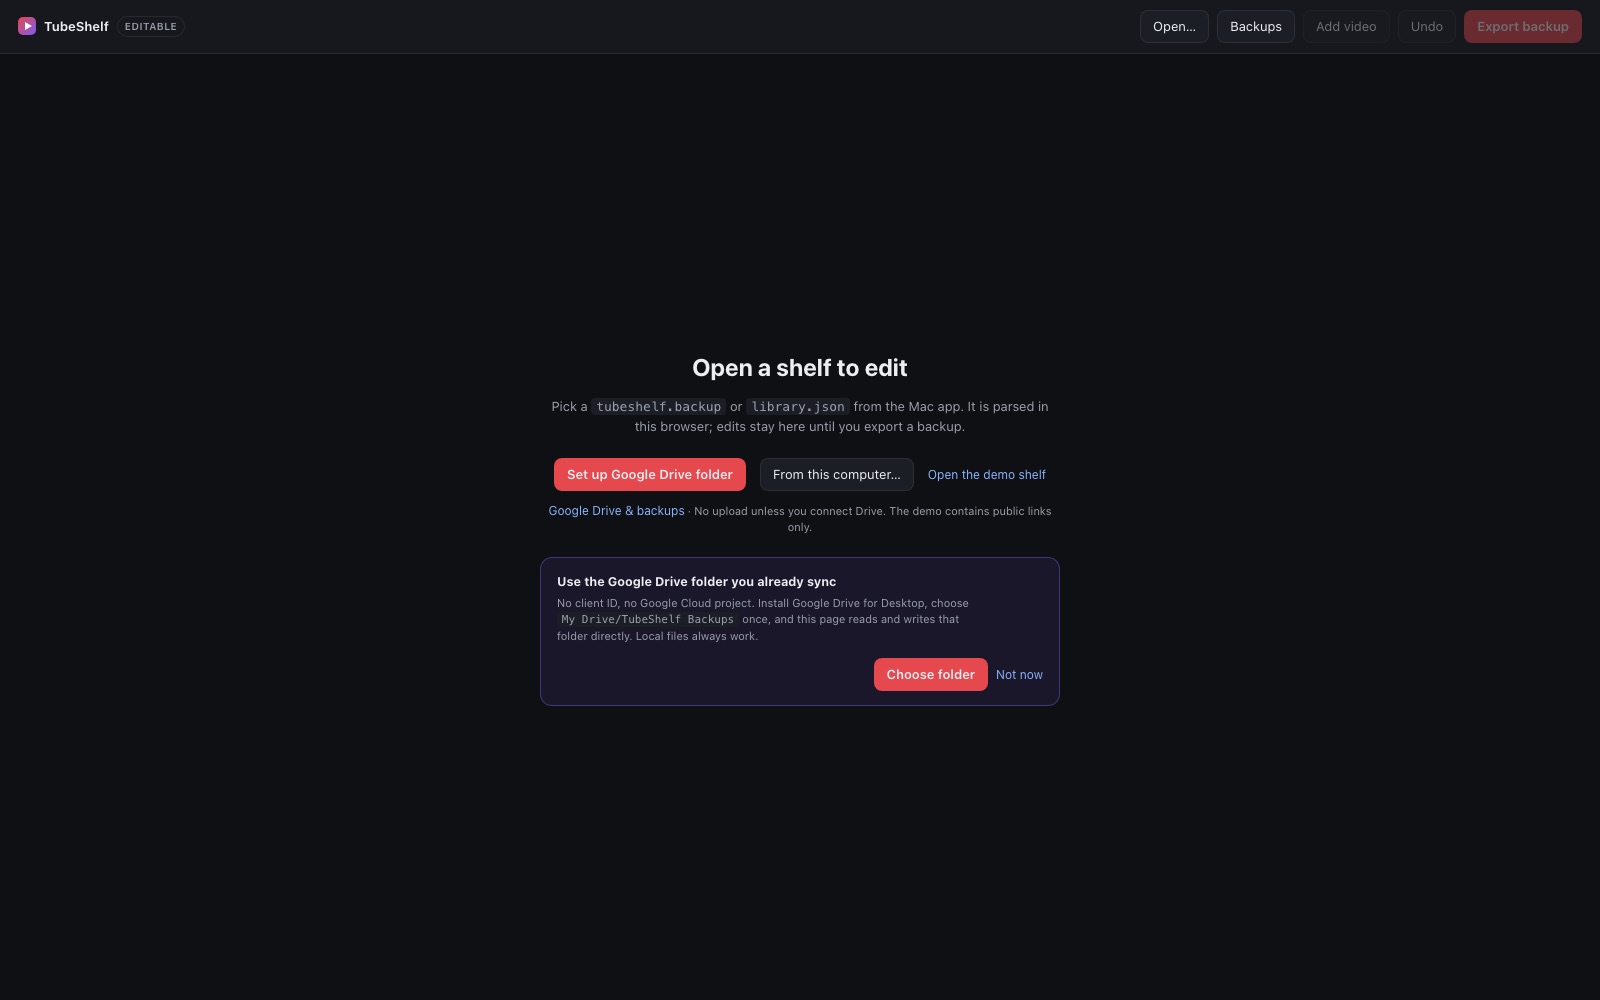 TubeShelf EDITABLE Open… Backups Add video Undo Export backup
Open a shelf to edit
Pick a tubeshelf.backup or library.json from the Mac app. It is parsed in
this browser; edits stay here until you export a backup.
Set up Google Drive folder From this computer… Open the demo shelf
Google Drive & backups · No upload unless you connect Drive. The demo contains public links
only.
Use the Google Drive folder you already sync
No client ID, no Google Cloud project. Install Google Drive for Desktop, choose
My Drive/TubeShelf Backups once, and this page reads and writes that
folder directly. Local files always work.
Choose folder Not now